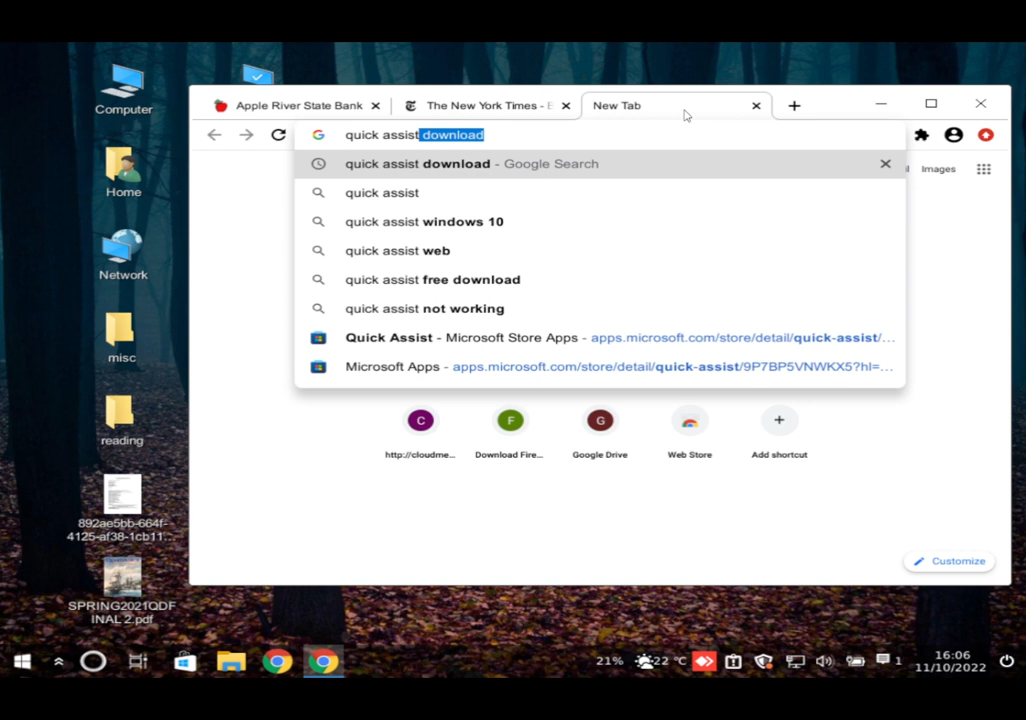 Computer
Home
Network
misc
reading
892ae5bb-664f-
4125-af38-1cb11...
SPRING2021QDF
INAL 2.pdf
Apple River State Bank
The New York Times -
New Tab
quick assist download
quick assist download - Google Search
quick assist
quick assist windows 10
quick assist web
quick assist free download
quick assist not working
Quick Assist - Microsoft Store Apps - apps.microsoft.com/store/detail/quick-assist/...
Microsoft Apps - apps.microsoft.com/store/detail/quick-assist/9P7BP5VNWKX5?hl=...
Images
C
F
G
http://cloudme...
Download Fire...
Google Drive
Web Store
Add shortcut
Customize
21%
22 °C
1
16:06
11/10/2022